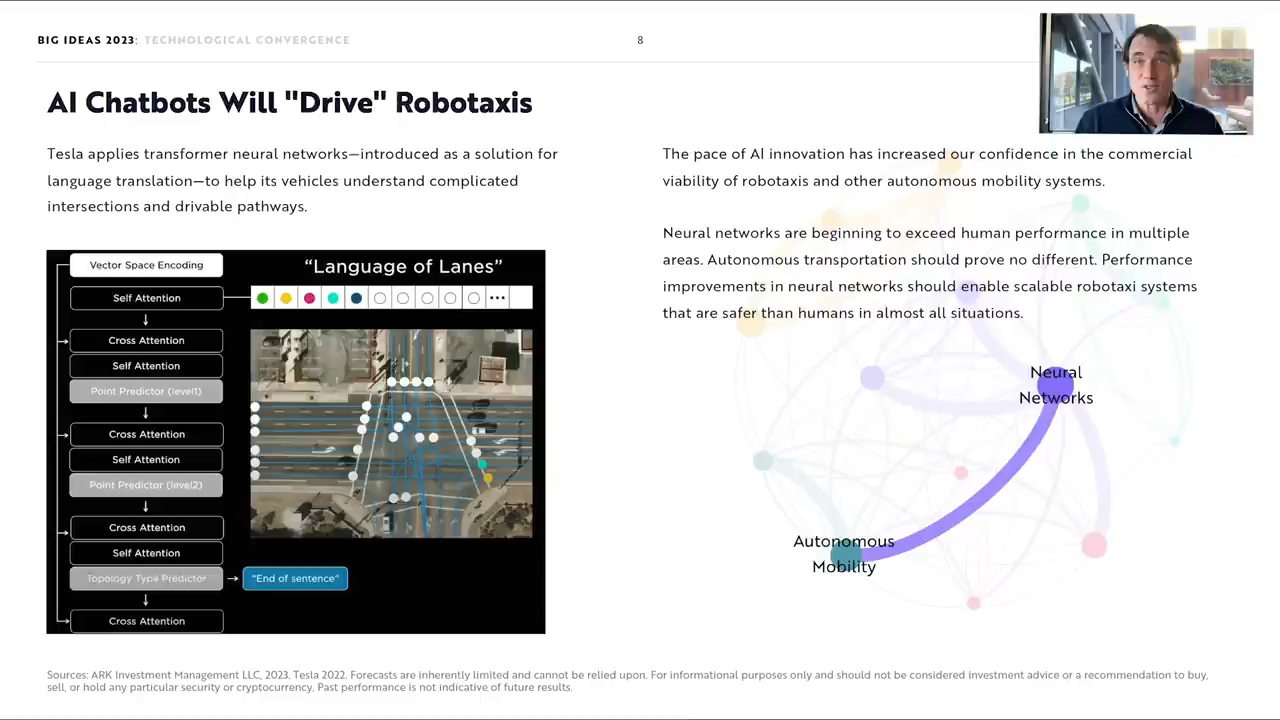 BIG IDEAS 2023: TECHNOLOGICAL CONVERGENCE
8
AI Chatbots Will "Drive" Robotaxis
Tesla applies transformer neural networks—introduced as a solution for
language translation—to help its vehicles understand complicated
intersections and drivable pathways.
Vector Space Encoding
Self Attention
Cross Attention
Self Attention
Point Predictor (level1)
Cross Attention
Self Attention
Point Predictor (level2)
Cross Attention
Self Attention
Topology Type Predictor
"End of sentence"
Cross Attention
“Language of Lanes”
The pace of AI innovation has increased our confidence in the commercial
viability of robotaxis and other autonomous mobility systems.
Neural networks are beginning to exceed human performance in multiple
areas. Autonomous transportation should prove no different. Performance
improvements in neural networks should enable scalable robotaxi systems
that are safer than humans in almost all situations.
Neural
Networks
Autonomous
Mobility
Sources: ARK Investment Management LLC, 2023. Tesla 2022. Forecasts are inherently limited and cannot be relied upon. For informational purposes only and should not be considered investment advice or a recommendation to buy,
sell, or hold any particular security or cryptocurrency. Past performance is not indicative of future results.